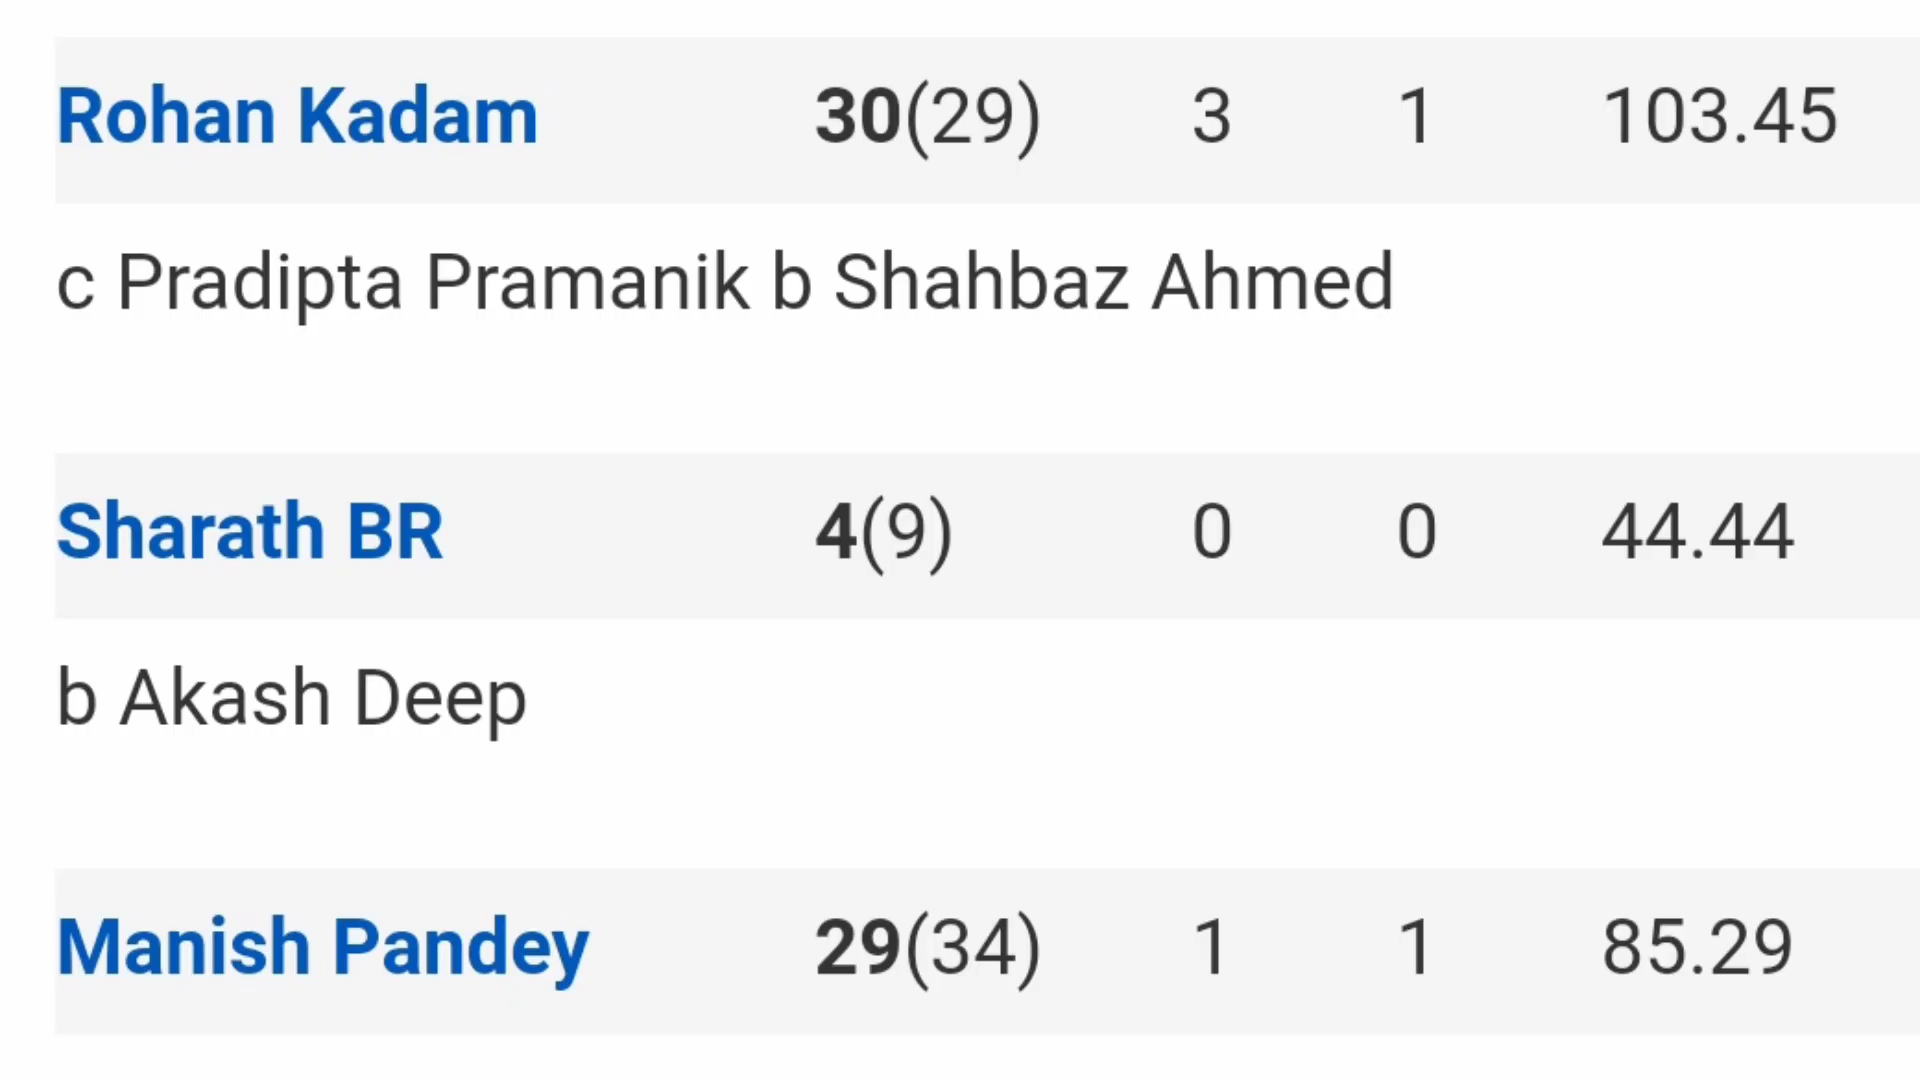 Rohan Kadam 30(29) 3 1 103.45
c Pradipta Pramanik b Shahbaz Ahmed
Sharath BR 4(9) 0 0 44.44
b Akash Deep
Manish Pandey 29(34) 1 1 85.29